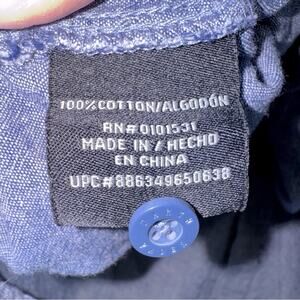 100% COTTON/ALGODÓN
RN# 0101531
MADE IN / HECHO
EN CHINA
UPC# 886349650638